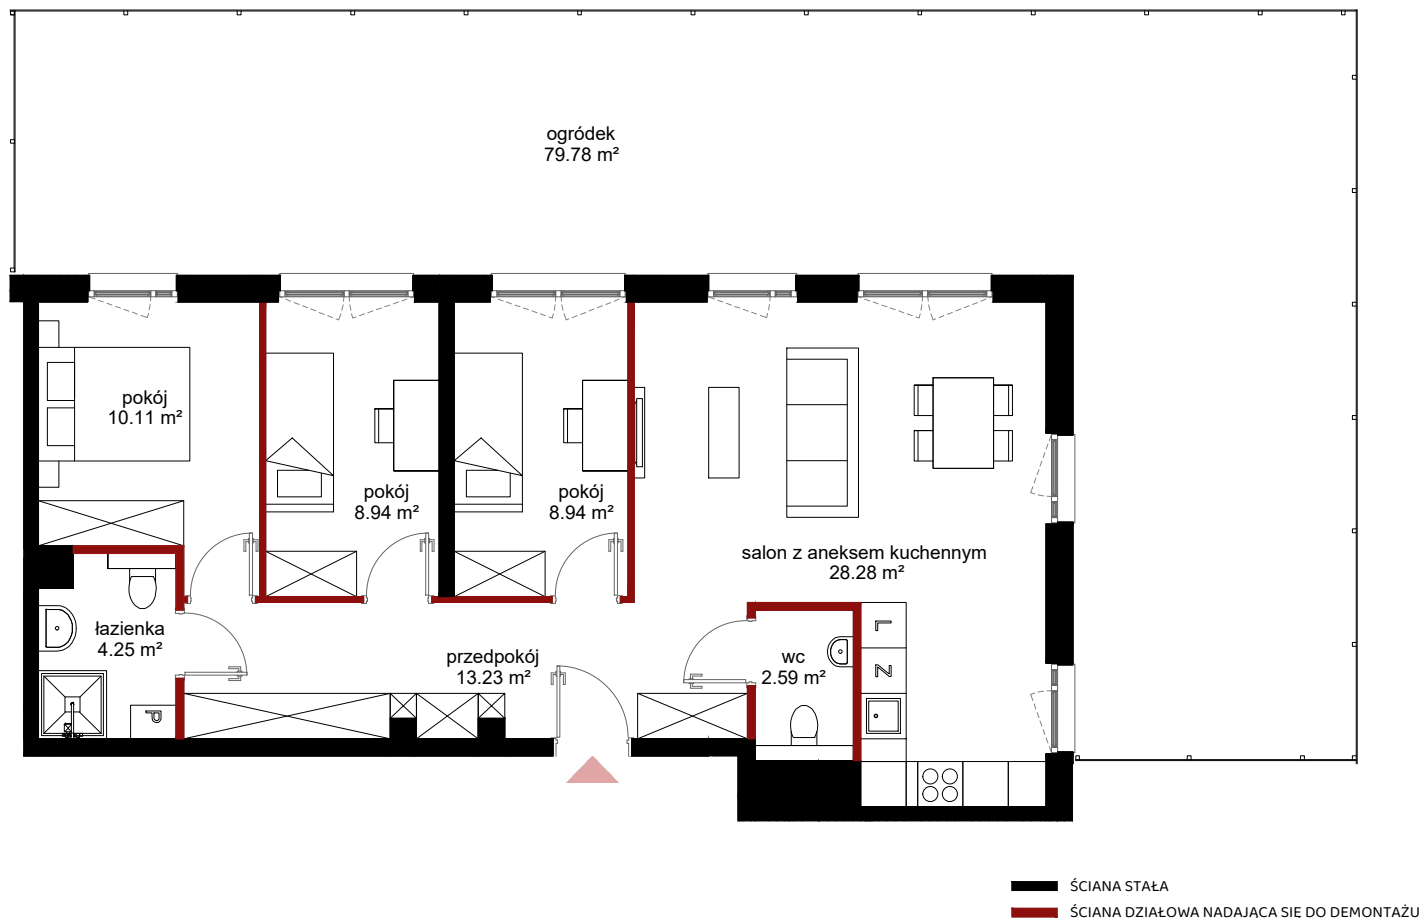 ogródek
79.78 m²
pokój
10.11 m²
pokój
8.94 m²
pokój
8.94 m²
salon z aneksem kuchennym
28.28 m²
łazienka
4.25 m²
przedpokój
13.23 m²
wc
2.59 m²
L
Z
P
ŚCIANA STAŁA
ŚCIANA DZIAŁOWA NADAJĄCA SIĘ DO DEMONTAŻU